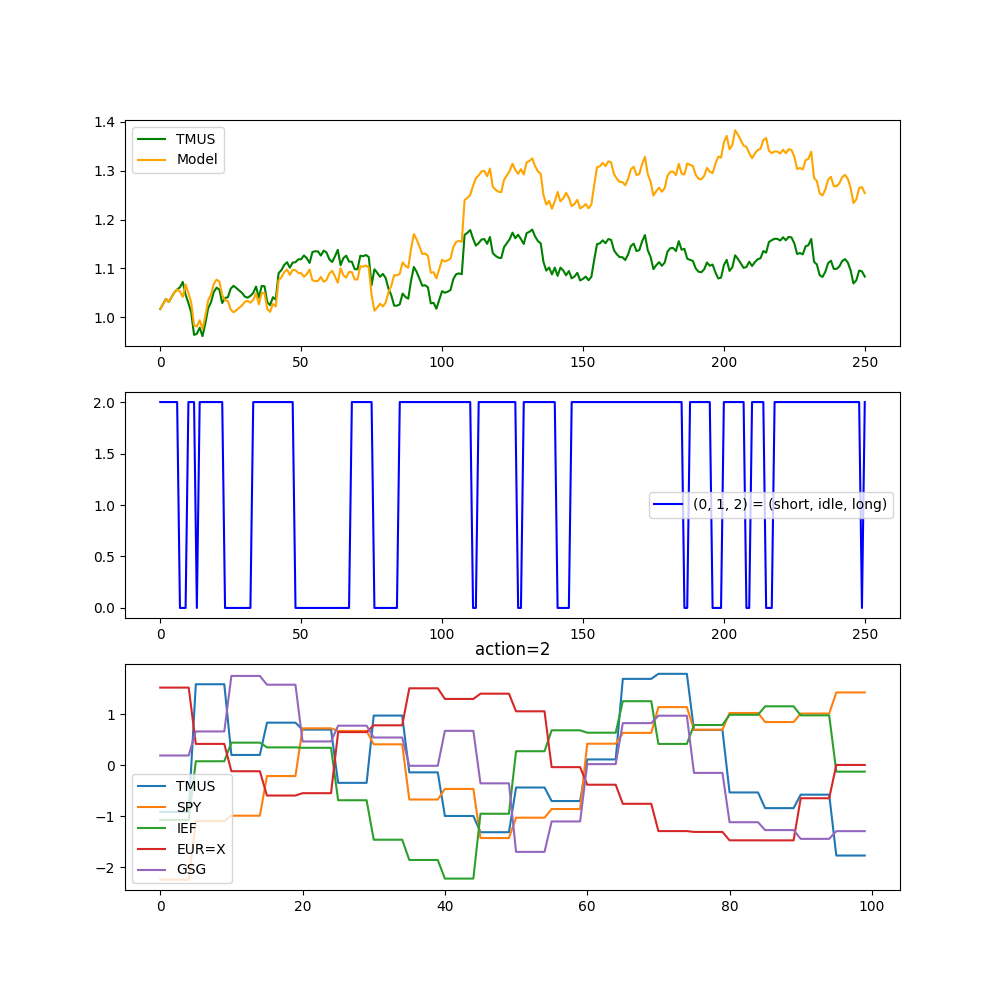 1.4
1.3
1.2
1.1
1.0
TMUS
Model
0 50 100 150 200 250
2.0
1.5
1.0
0.5
0.0
(0, 1, 2) = (short, idle, long)
0 50 100 150 200 250
action=2
1
0
−1
−2
TMUS
SPY
IEF
EUR=X
GSG
0 20 40 60 80 100